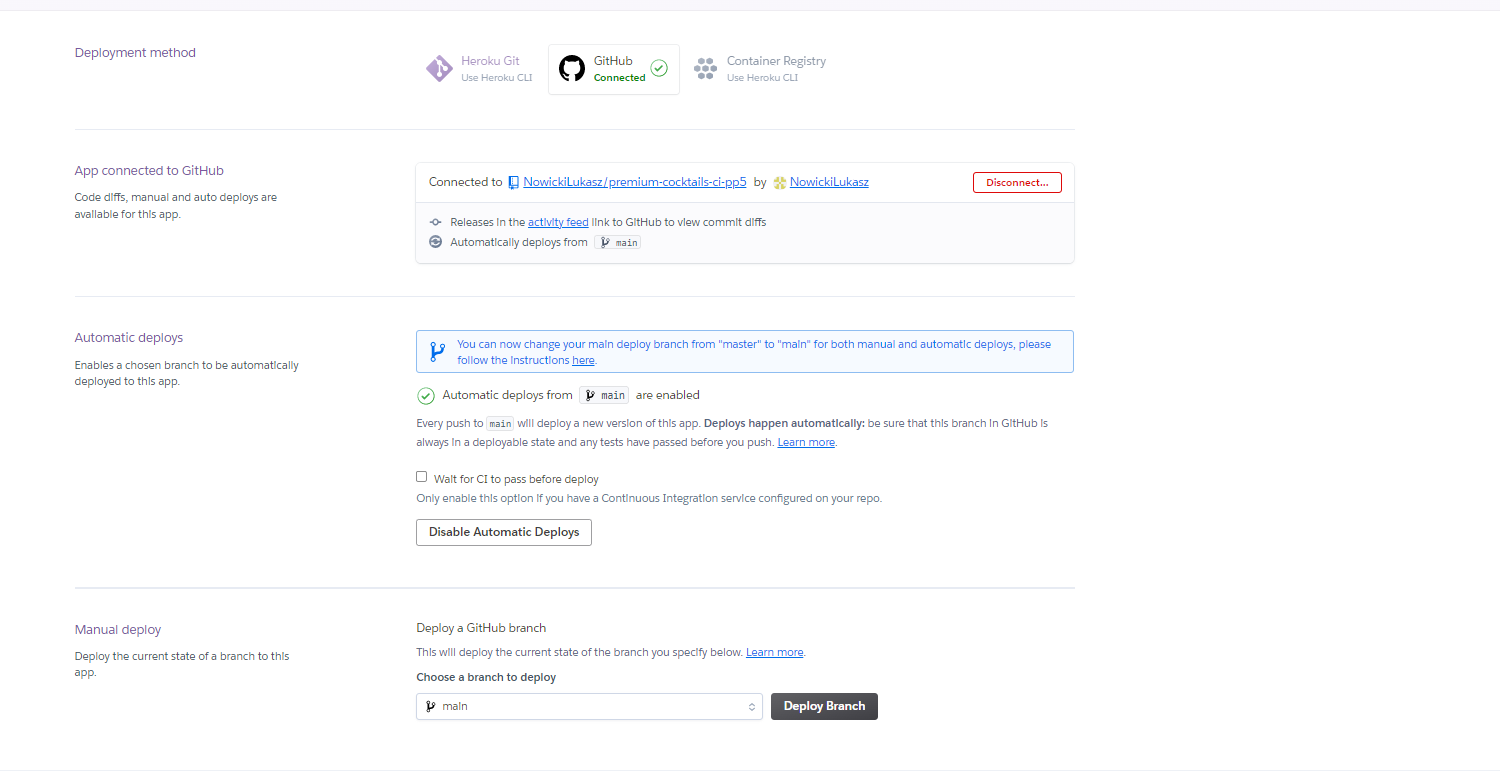 Deployment method
Heroku Git
Use Heroku CLI
GitHub
Connected
Container Registry
Use Heroku CLI
App connected to GitHub
Code diffs, manual and auto deploys are
available for this app.
Connected to NowickiLukasz/premium-cocktails-ci-pp5 by NowickiLukasz
Disconnect...
Releases in the activity feed link to GitHub to view commit diffs
Automatically deploys from main
Automatic deploys
Enables a chosen branch to be automatically
deployed to this app.
You can now change your main deploy branch from "master" to "main" for both manual and automatic deploys, please
follow the instructions here.
Automatic deploys from main are enabled
Every push to main will deploy a new version of this app. Deploys happen automatically: be sure that this branch in GitHub is
always in a deployable state and any tests have passed before you push. Learn more.
Wait for CI to pass before deploy
Only enable this option if you have a Continuous Integration service configured on your repo.
Disable Automatic Deploys
Manual deploy
Deploy the current state of a branch to this
app.
Deploy a GitHub branch
This will deploy the current state of the branch you specify below. Learn more.
Choose a branch to deploy
main
Deploy Branch